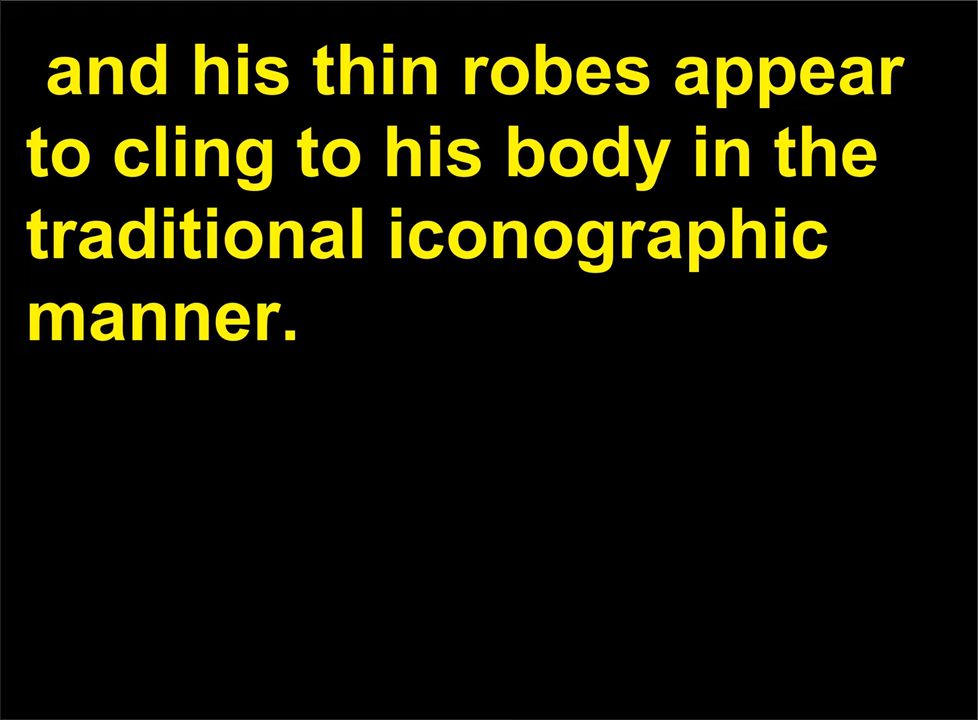 and his thin robes appear
to cling to his body in the
traditional iconographic
manner.